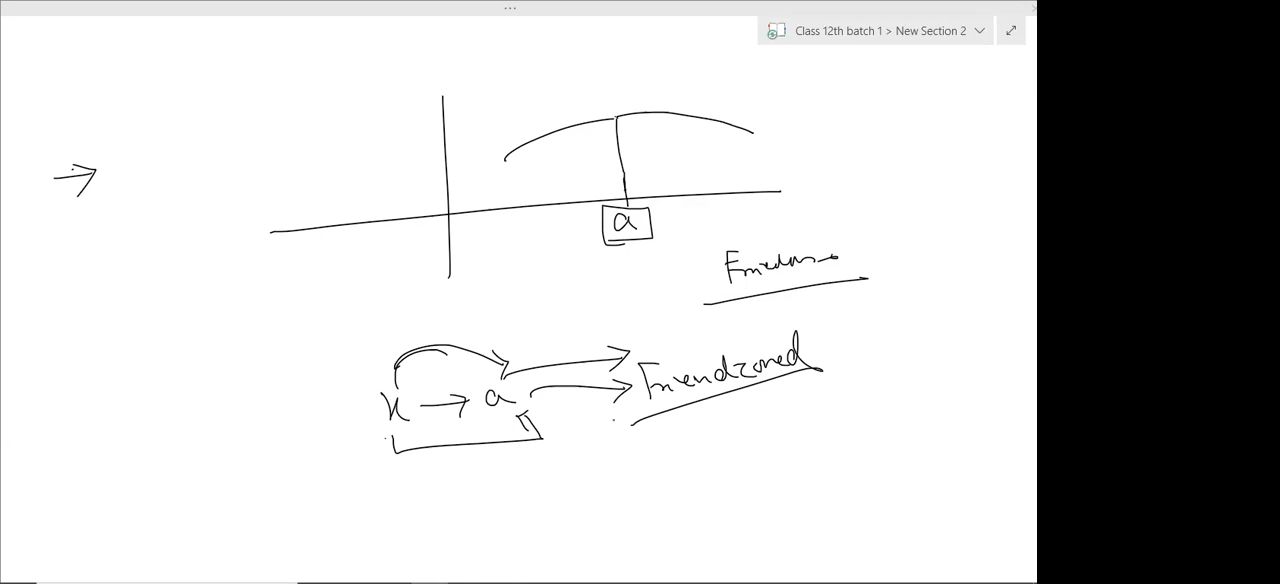 Class 12th batch 1 > New Section 2
a
x → a → Friendzoned